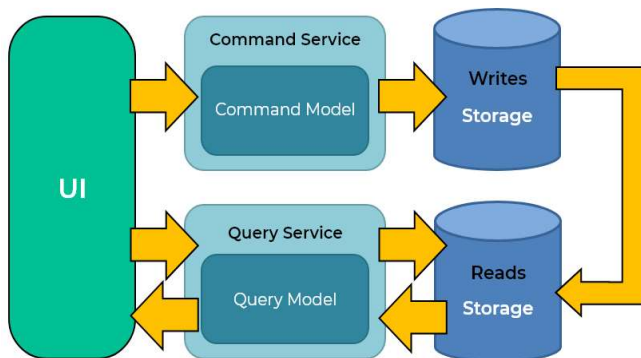 UI
Command Service
Command Model
Writes
Storage
Query Service
Query Model
Reads
Storage